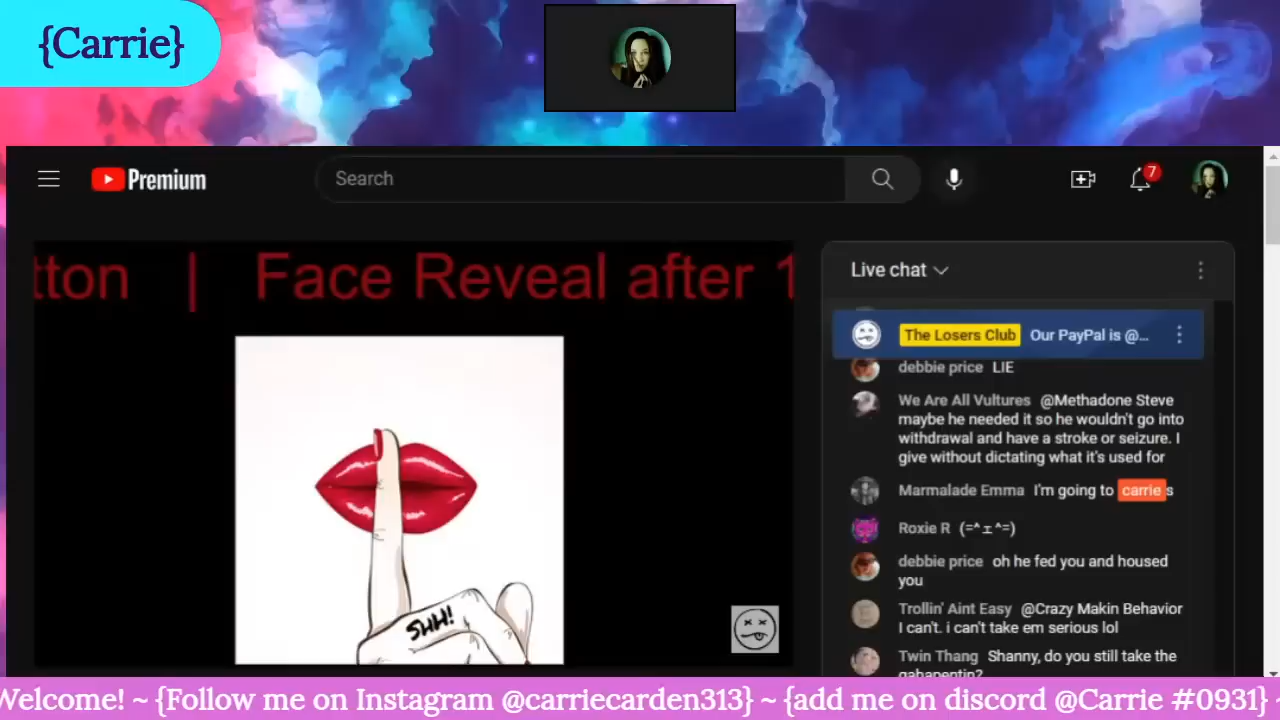 {Carrie}
Premium
Search
7
tton | Face Reveal after 1
SHH!
Live chat
The Losers Club Our PayPal is @...
debbie price LIE
We Are All Vultures @Methadone Steve
maybe he needed it so he wouldn't go into
withdrawal and have a stroke or seizure. I
give without dictating what it's used for
Marmalade Emma I'm going to carrie s
Roxie R (=^ェ^=)
debbie price oh he fed you and housed
you
Trollin' Aint Easy @Crazy Makin Behavior
I can't. i can't take em serious lol
Twin Thang Shanny, do you still take the
gabapentin?
Welcome! ~ {Follow me on Instagram @carriecarden313} ~ {add me on discord @Carrie #0931} ~